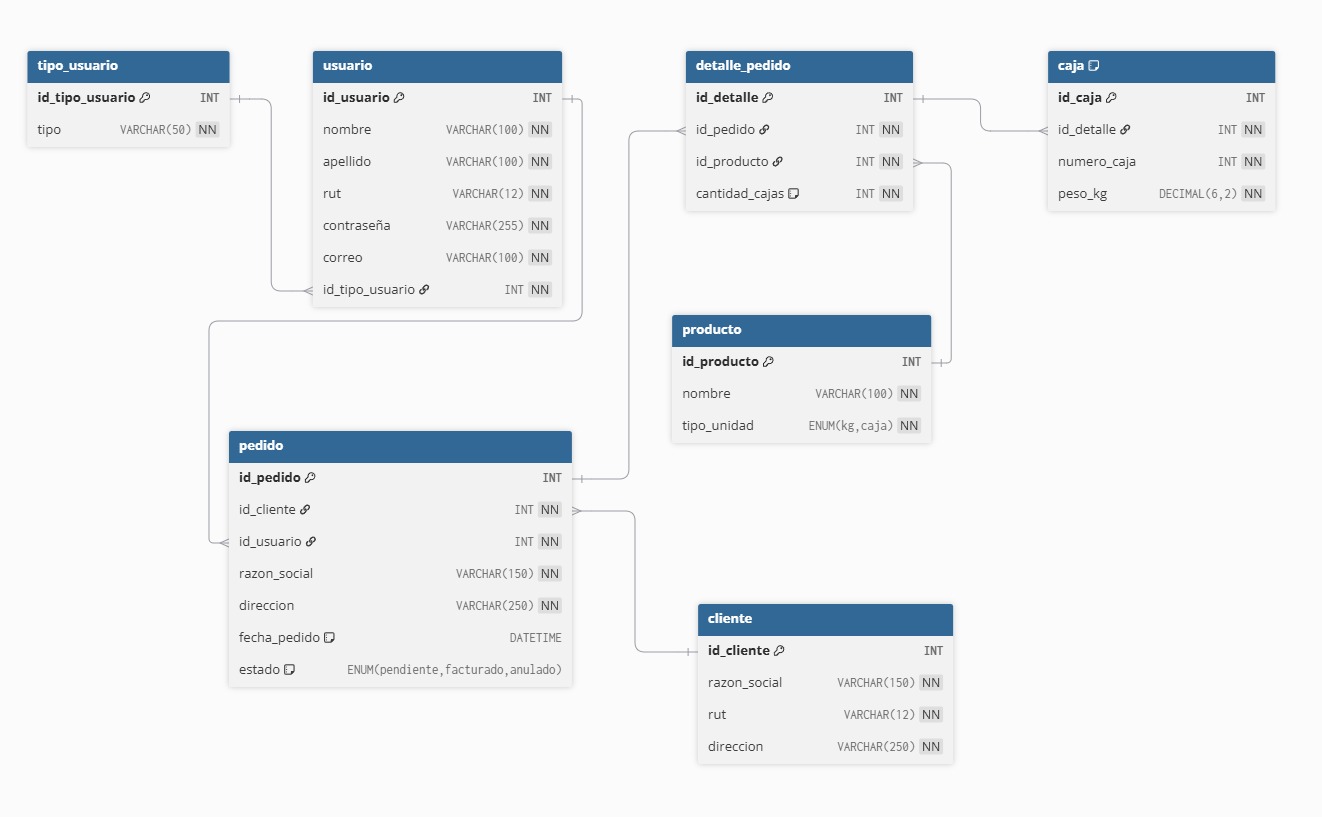 tipo_usuario
id_tipo_usuario INT
tipo VARCHAR(50) NN
usuario
id_usuario INT
nombre VARCHAR(100) NN
apellido VARCHAR(100) NN
rut VARCHAR(12) NN
contraseña VARCHAR(255) NN
correo VARCHAR(100) NN
id_tipo_usuario INT NN
detalle_pedido
id_detalle INT
id_pedido INT NN
id_producto INT NN
cantidad_cajas INT NN
caja
id_caja INT
id_detalle INT NN
numero_caja INT NN
peso_kg DECIMAL(6,2) NN
producto
id_producto INT
nombre VARCHAR(100) NN
tipo_unidad ENUM(kg,caja) NN
pedido
id_pedido INT
id_cliente INT NN
id_usuario INT NN
razon_social VARCHAR(150) NN
direccion VARCHAR(250) NN
fecha_pedido DATETIME
estado ENUM(pendiente,facturado,anulado)
cliente
id_cliente INT
razon_social VARCHAR(150) NN
rut VARCHAR(12) NN
direccion VARCHAR(250) NN